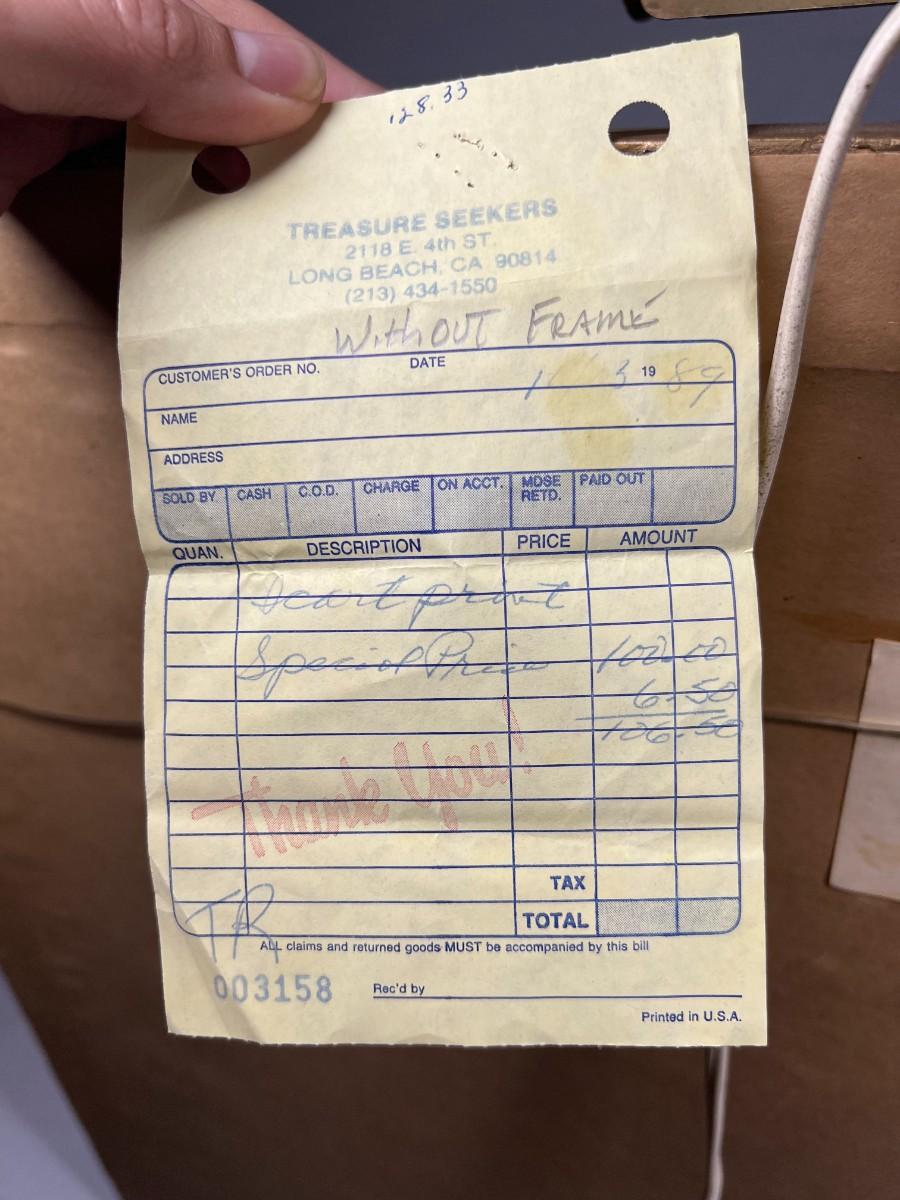 128.33
TREASURE SEEKERS
2118 E. 4th ST.
LONG BEACH, CA 90814
(213) 434-1550
Without FRAME
CUSTOMER'S ORDER NO. DATE 1 3 19 89
NAME
ADDRESS
SOLD BY CASH C.O.D. CHARGE ON ACCT. MDSE RETD. PAID OUT
QUAN. DESCRIPTION PRICE AMOUNT
Icart print
Special Price 100.00
6.50
106.50
Thank You!
TAX
TOTAL
TR
ALL claims and returned goods MUST be accompanied by this bill
003158 Rec'd by
Printed in U.S.A.